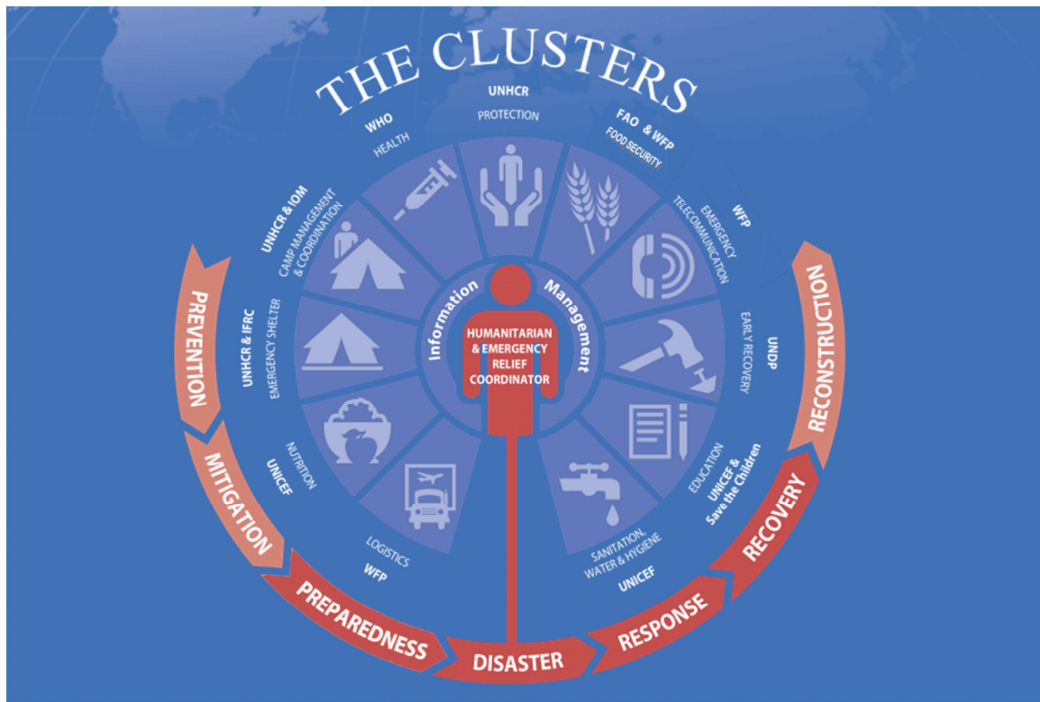 THE CLUSTERS
UNHCR
PROTECTION
FAO & WFP
FOOD SECURITY
WFP
EMERGENCY
TELECOMMUNICATION
UNDP
EARLY RECOVERY
EDUCATION
UNICEF &
Save the Children
SANITATION,
WATER & HYGIENE
UNICEF
LOGISTICS
WFP
NUTRITION
UNICEF
UNHCR & IFRC
EMERGENCY SHELTER
UNHCR & IOM
CAMP MANAGEMENT
& COORDINATION
WHO
HEALTH
Information
Management
HUMANITARIAN
& EMERGENCY
RELIEF
COORDINATOR
PREVENTION
MITIGATION
PREPAREDNESS
DISASTER
RESPONSE
RECOVERY
RECONSTRUCTION